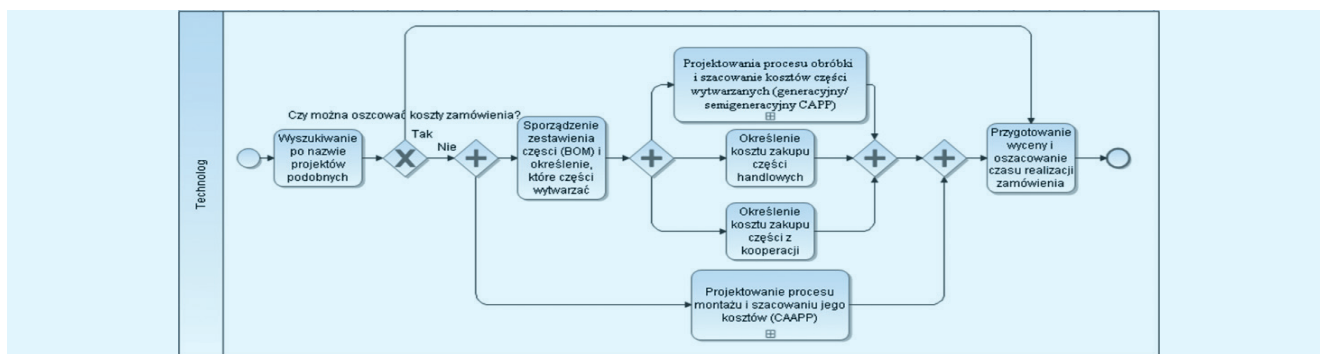 Technolog
Wyszukiwanie
po nazwie
projektów
podobnych
Czy można oszcować koszty zamówienia?
Tak
Nie
Sporządzenie
zestawienia
częsci (BOM) i
określenie,
które części
wytwarzać
Projektowania procesu obróbki
i szacowanie kosztów części
wytwarzanych (generacyjny/
semigeneracyjny CAPP)
Określenie
kosztu zakupu
części
handlowych
Określenie
kosztu zakupu
części z
kooperacji
Projektowanie procesu
montażu i szacowaniu jego
kosztów (CAAPP)
Przygotowanie
wyceny i
oszacowanie
czasu realizacji
zamówienia